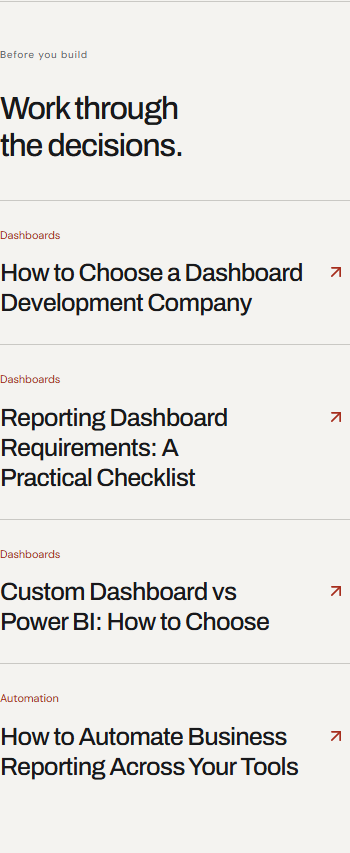 Before you build
Work through
the decisions.
Dashboards
How to Choose a Dashboard
Development Company
Dashboards
Reporting Dashboard
Requirements: A
Practical Checklist
Dashboards
Custom Dashboard vs
Power BI: How to Choose
Automation
How to Automate Business
Reporting Across Your Tools